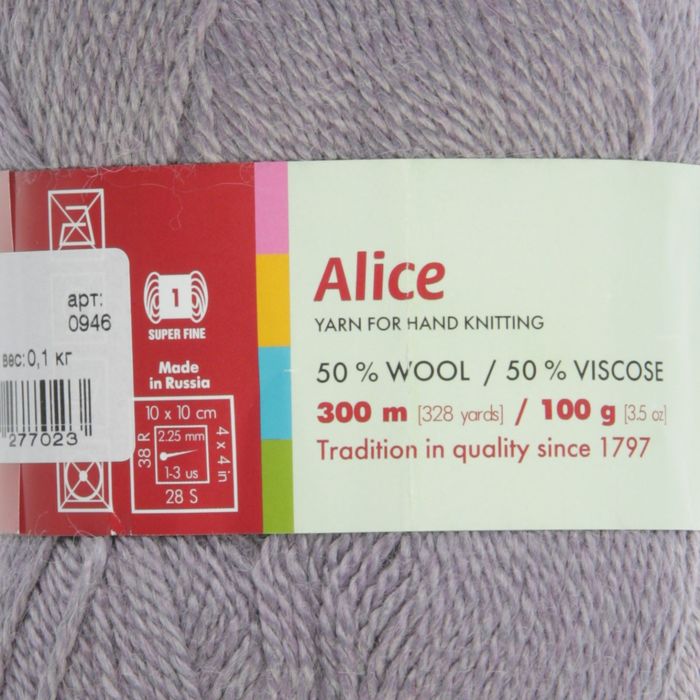 арт:
0946
вес: 0,1 кг
277023
1
SUPER FINE
Made
in Russia
10 x 10 cm
38 R
2.25 mm
1-3 us
4 x 4 in
28 S
Alice
YARN FOR HAND KNITTING
50 % WOOL / 50 % VISCOSE
300 m [328 yards] / 100 g [3.5 oz]
Tradition in quality since 1797